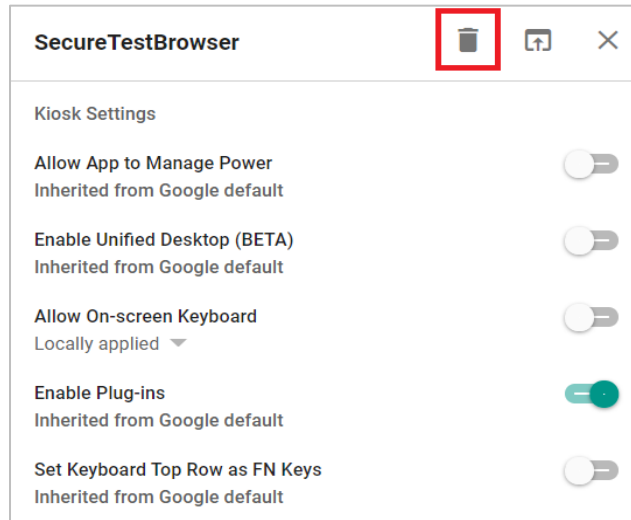 SecureTestBrowser
Kiosk Settings
Allow App to Manage Power
Inherited from Google default
Enable Unified Desktop (BETA)
Inherited from Google default
Allow On-screen Keyboard
Locally applied
Enable Plug-ins
Inherited from Google default
Set Keyboard Top Row as FN Keys
Inherited from Google default